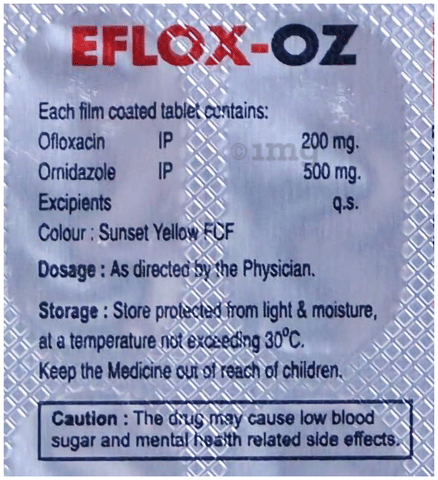 EFLOX-OZ
Each film coated tablet contains:
Ofloxacin IP 200 mg.
©1mg
Ornidazole IP 500 mg.
Excipients q.s.
Colour : Sunset Yellow FCF
Dosage : As directed by the Physician.
Storage : Store protected from light & moisture,
at a temperature not exceeding 30⁰C.
Keep the Medicine out of reach of children.
Caution : The drug may cause low blood
sugar and mental health related side effects.